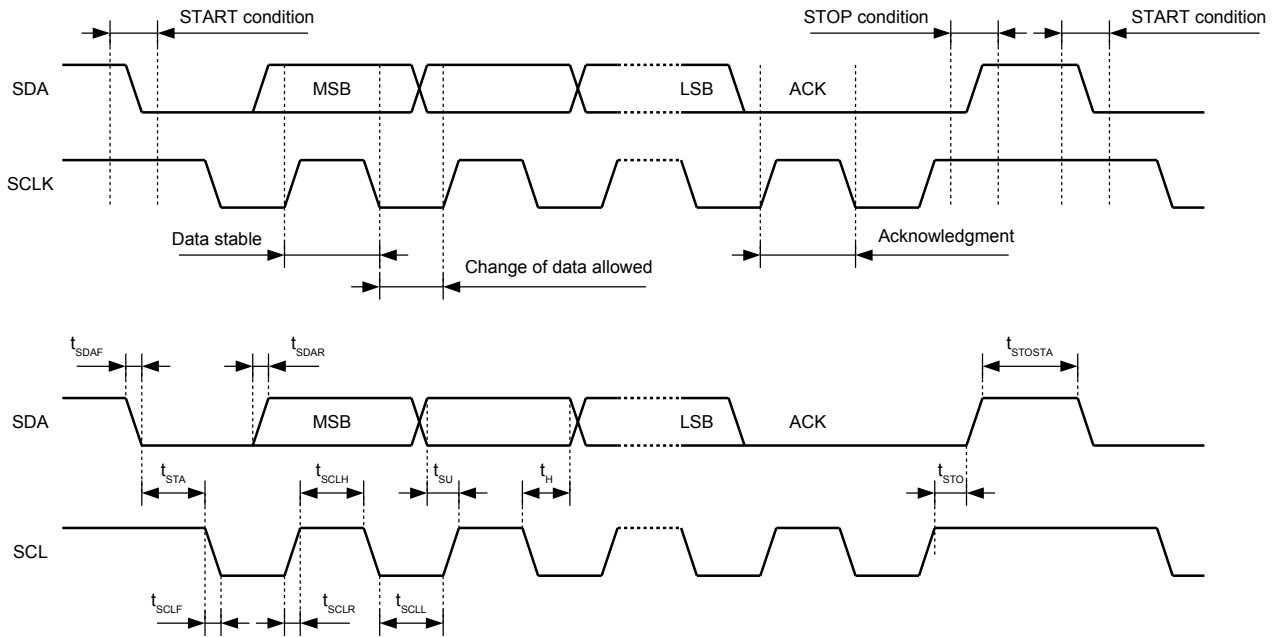 START condition
STOP condition
START condition
SDA
MSB
LSB
ACK
SCLK
Data stable
Acknowledgment
Change of data allowed
tSDAF
tSDAR
tSTOSTA
SDA
MSB
LSB
ACK
tSTA
tSCLH
tSU
tH
tSTO
SCL
tSCLF
tSCLR
tSCLL